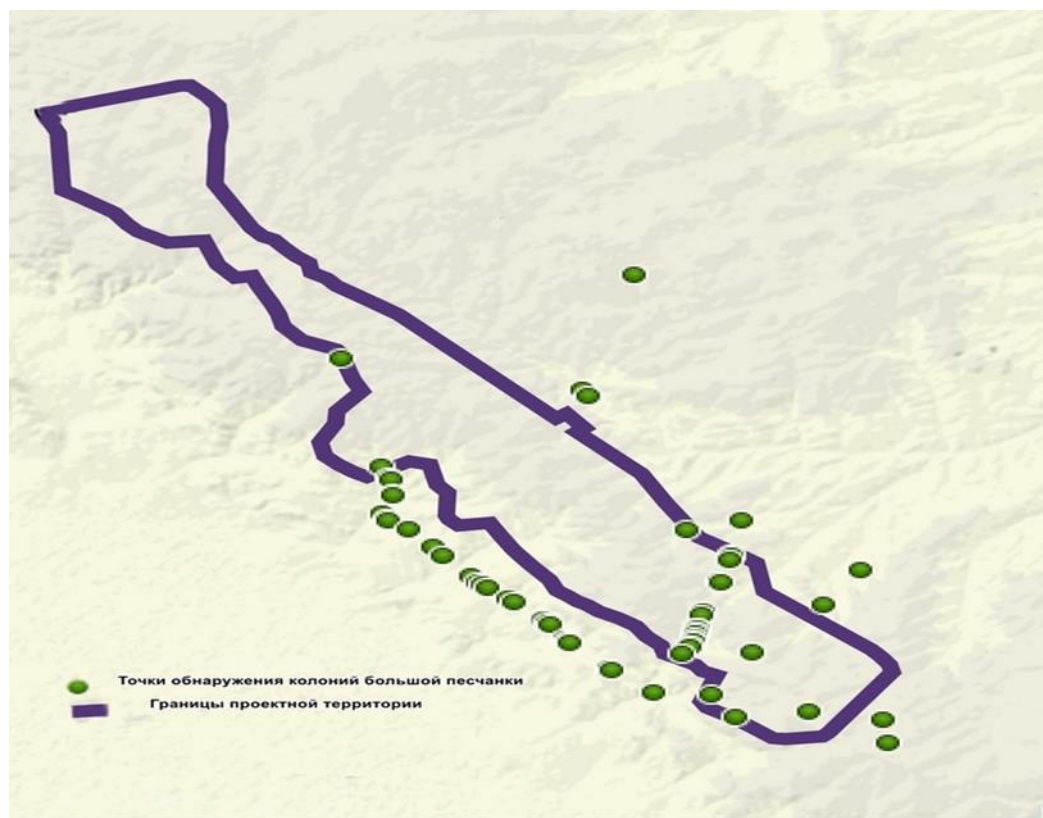 Точки обнаружения колоний большой песчанки
Границы проектной территории